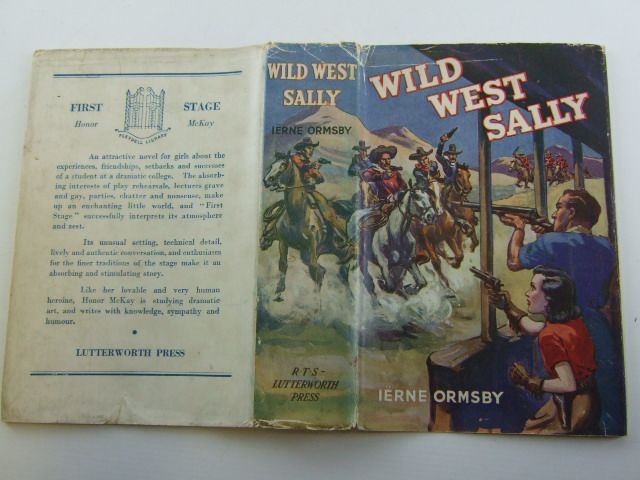 FIRST STAGE
Honor McKay
PLEYDELL LIBRARY
An attractive novel for girls about the
experiences, friendships, setbacks and successes
of a student at a dramatic college. The absorb-
ing interests of play rehearsals, lectures grave
and gay, parties, chatter and nonsense, make
up an enchanting little world, and "First
Stage" successfully interprets its atmosphere
and zest.
Its unusual setting, technical detail,
lively and authentic conversation, and enthusiasm
for the finer traditions of the stage make it an
absorbing and stimulating story.
Like her lovable and very human
heroine, Honor McKay is studying dramatic
art, and writes with knowledge, sympathy and
humour.
LUTTERWORTH PRESS
WILD WEST
SALLY
IERNE ORMSBY
R·T·S–
LUTTERWORTH
PRESS
WILD
WEST
SALLY
IERNE ORMSBY